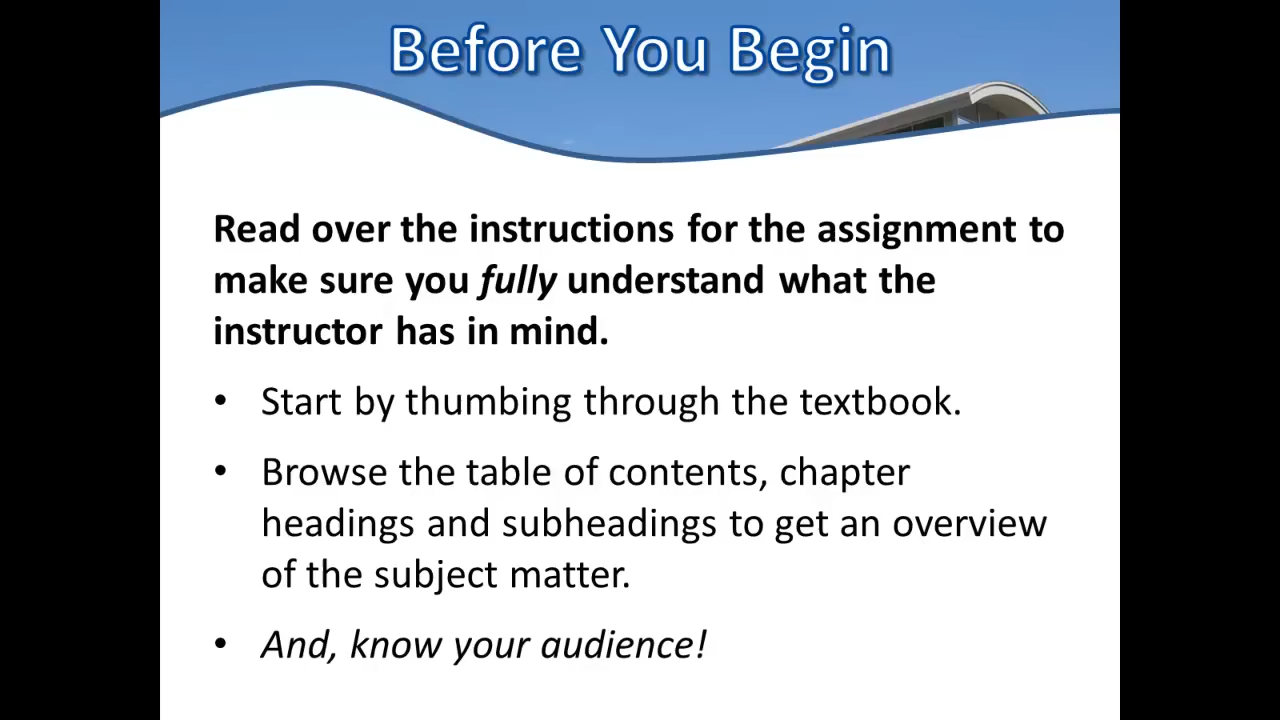 Before You Begin
Read over the instructions for the assignment to
make sure you fully understand what the
instructor has in mind.
• Start by thumbing through the textbook.
• Browse the table of contents, chapter
headings and subheadings to get an overview
of the subject matter.
• And, know your audience!